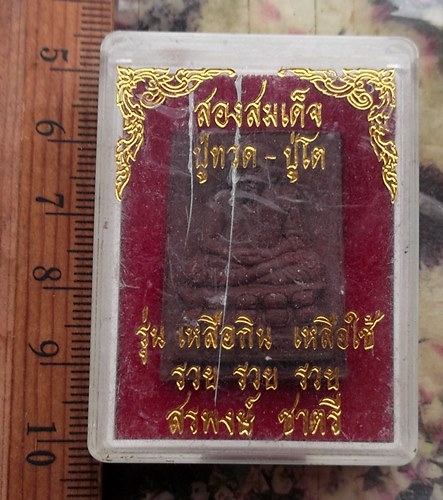 สองสมเด็จ
ปู่ทวด - ปู่โต
รุ่น เหลือกิน เหลือใช้
รวย รวย รวย
สรพงษ์ ชาตรี
5
6
7
8
9
10